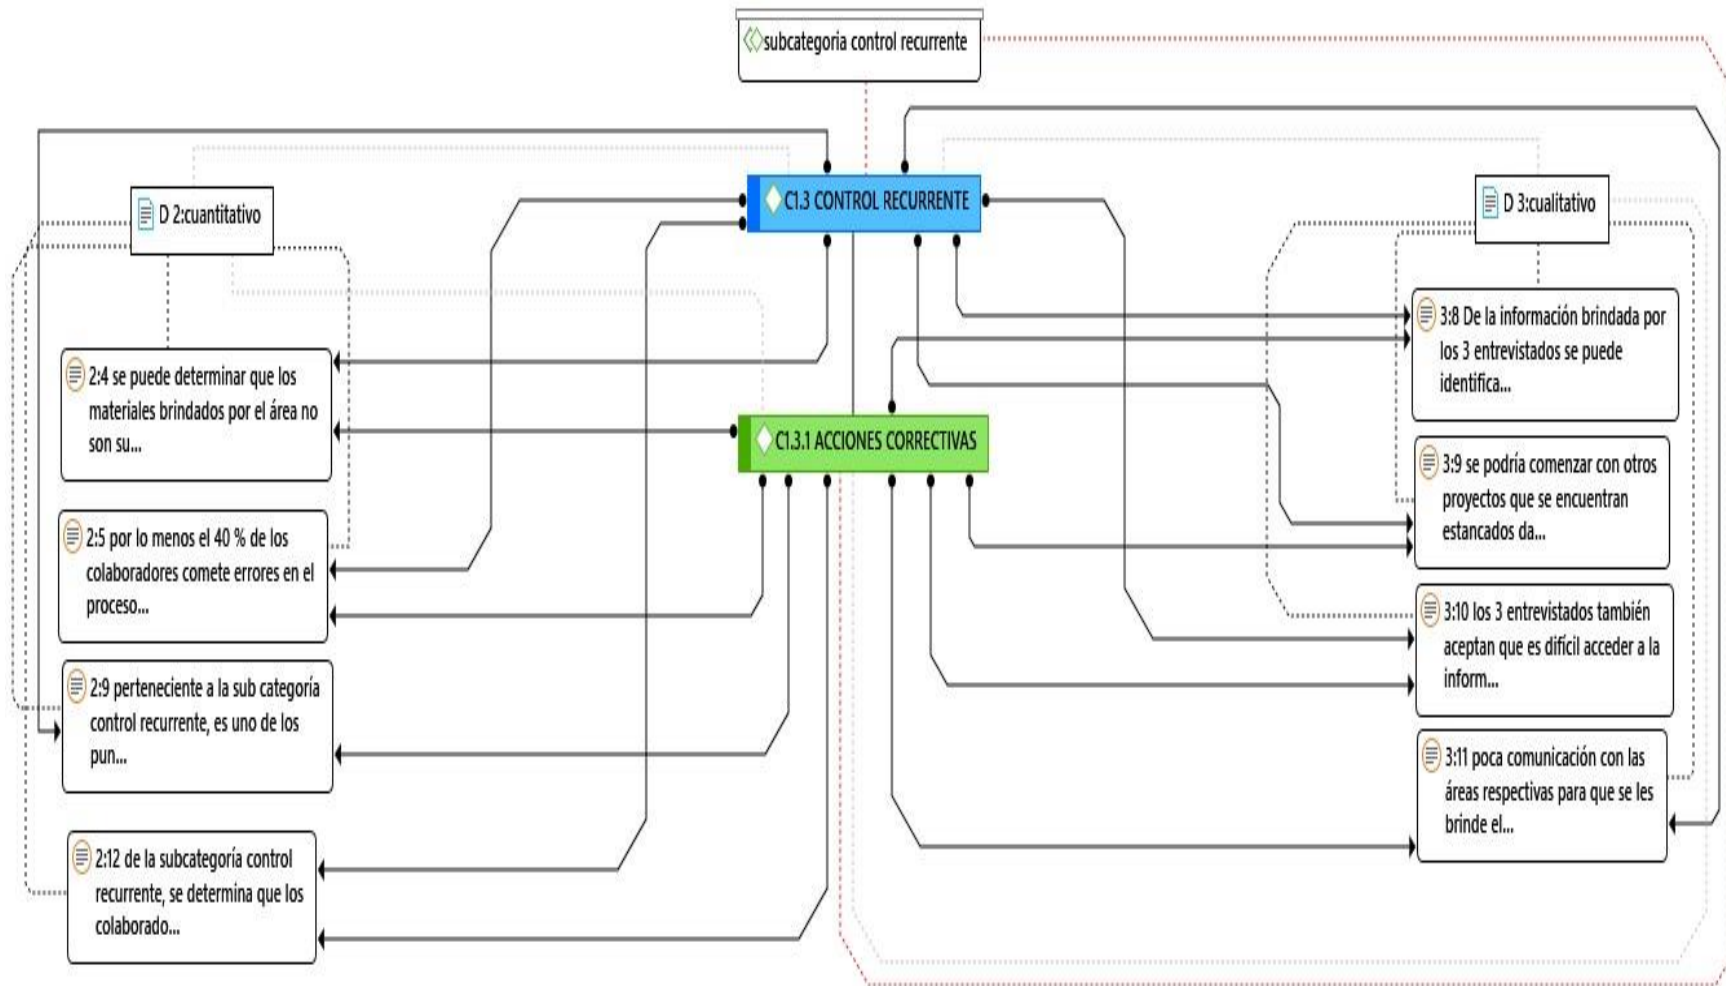 subcategoria control recurrente
C1.3 CONTROL RECURRENTE
D 2:cuantitativo
D 3:cualitativo
2:4 se puede determinar que los
materiales brindados por el área no
son su...
2:5 por lo menos el 40 % de los
colaboradores comete errores en el
proceso...
2:9 perteneciente a la sub categoría
control recurrente, es uno de los
pun...
2:12 de la subcategoría control
recurrente, se determina que los
colaborado...
C1.3.1 ACCIONES CORRECTIVAS
3:8 De la información brindada por
los 3 entrevistados se puede
identifica...
3:9 se podría comenzar con otros
proyectos que se encuentran
estancados da...
3:10 los 3 entrevistados también
aceptan que es difícil acceder a la
inform...
3:11 poca comunicación con las
áreas respectivas para que se les
brinde el...